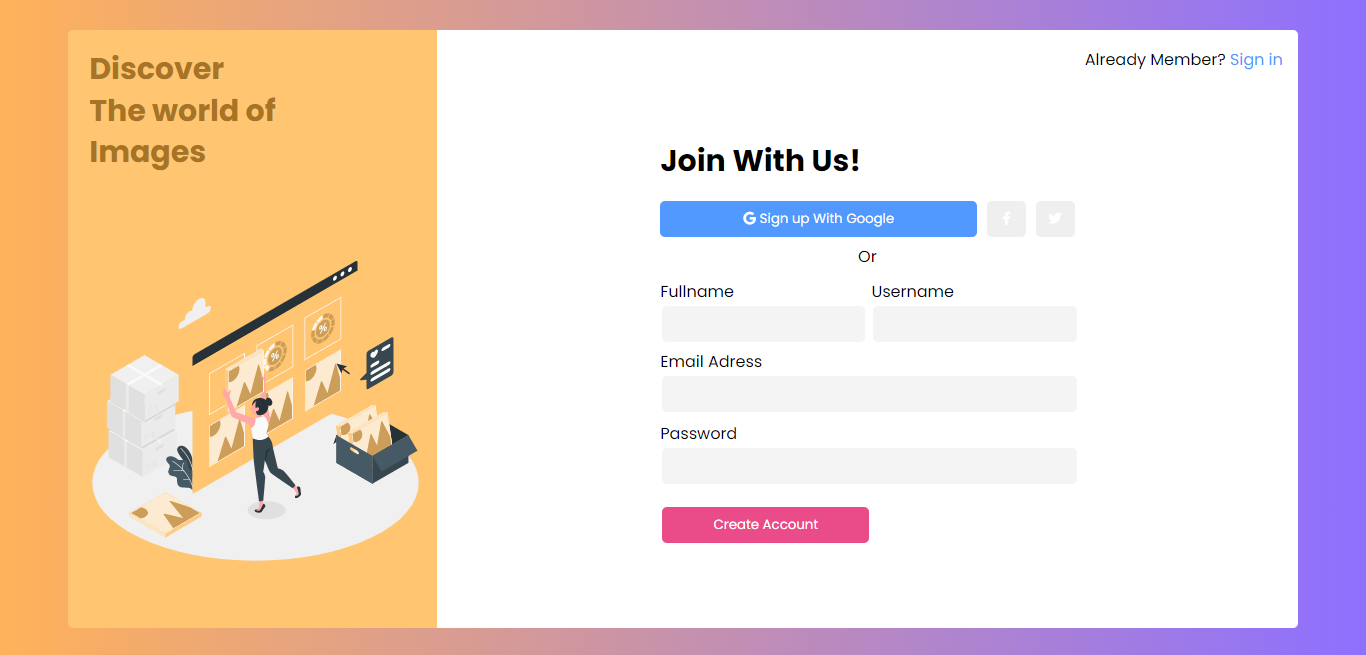 Discover
The world of
Images
Already Member? Sign in
Join With Us!
Sign up With Google
Or
Fullname Username
Email Adress
Password
Create Account
%
%